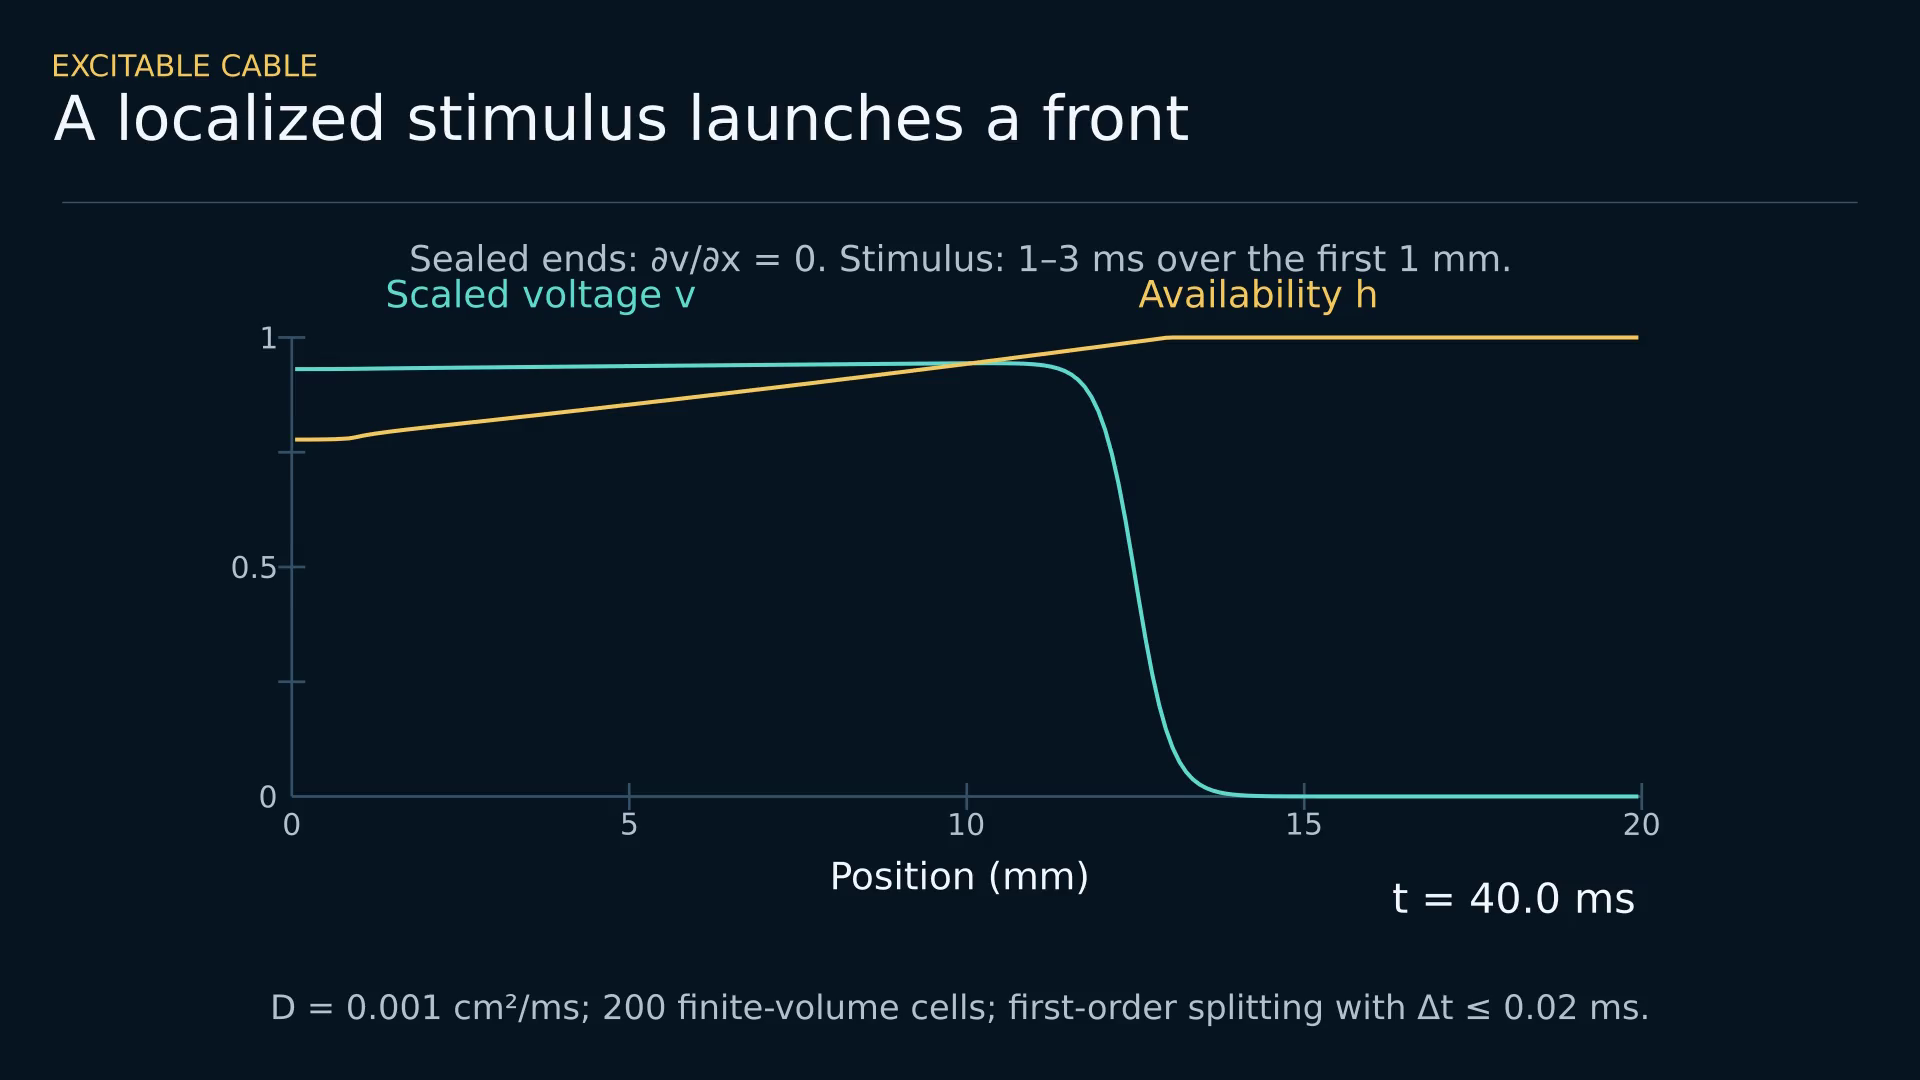 EXCITABLE CABLE
A localized stimulus launches a front
Sealed ends: ∂v/∂x = 0. Stimulus: 1–3 ms over the first 1 mm.
Scaled voltage v
Availability h
1
0.5
0
0
5
10
15
20
Position (mm)
t = 40.0 ms
D = 0.001 cm²/ms; 200 finite-volume cells; first-order splitting with Δt ≤ 0.02 ms.